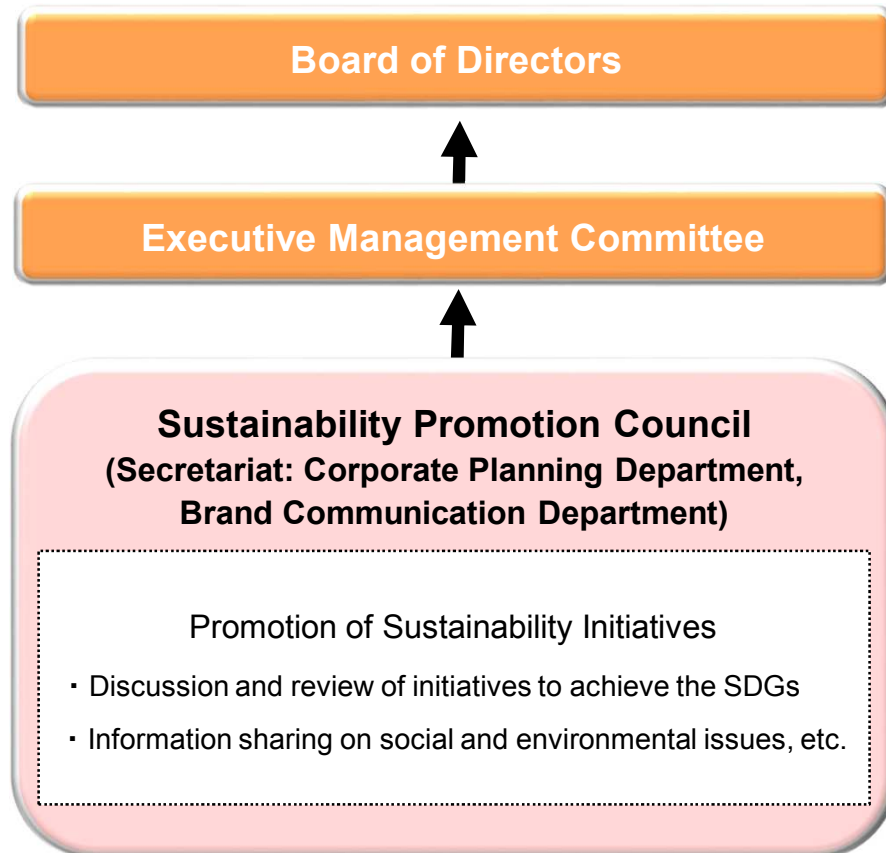 Board of Directors
Executive Management Committee
Sustainability Promotion Council
(Secretariat: Corporate Planning Department,
Brand Communication Department)
Promotion of Sustainability Initiatives
・Discussion and review of initiatives to achieve the SDGs
・Information sharing on social and environmental issues, etc.